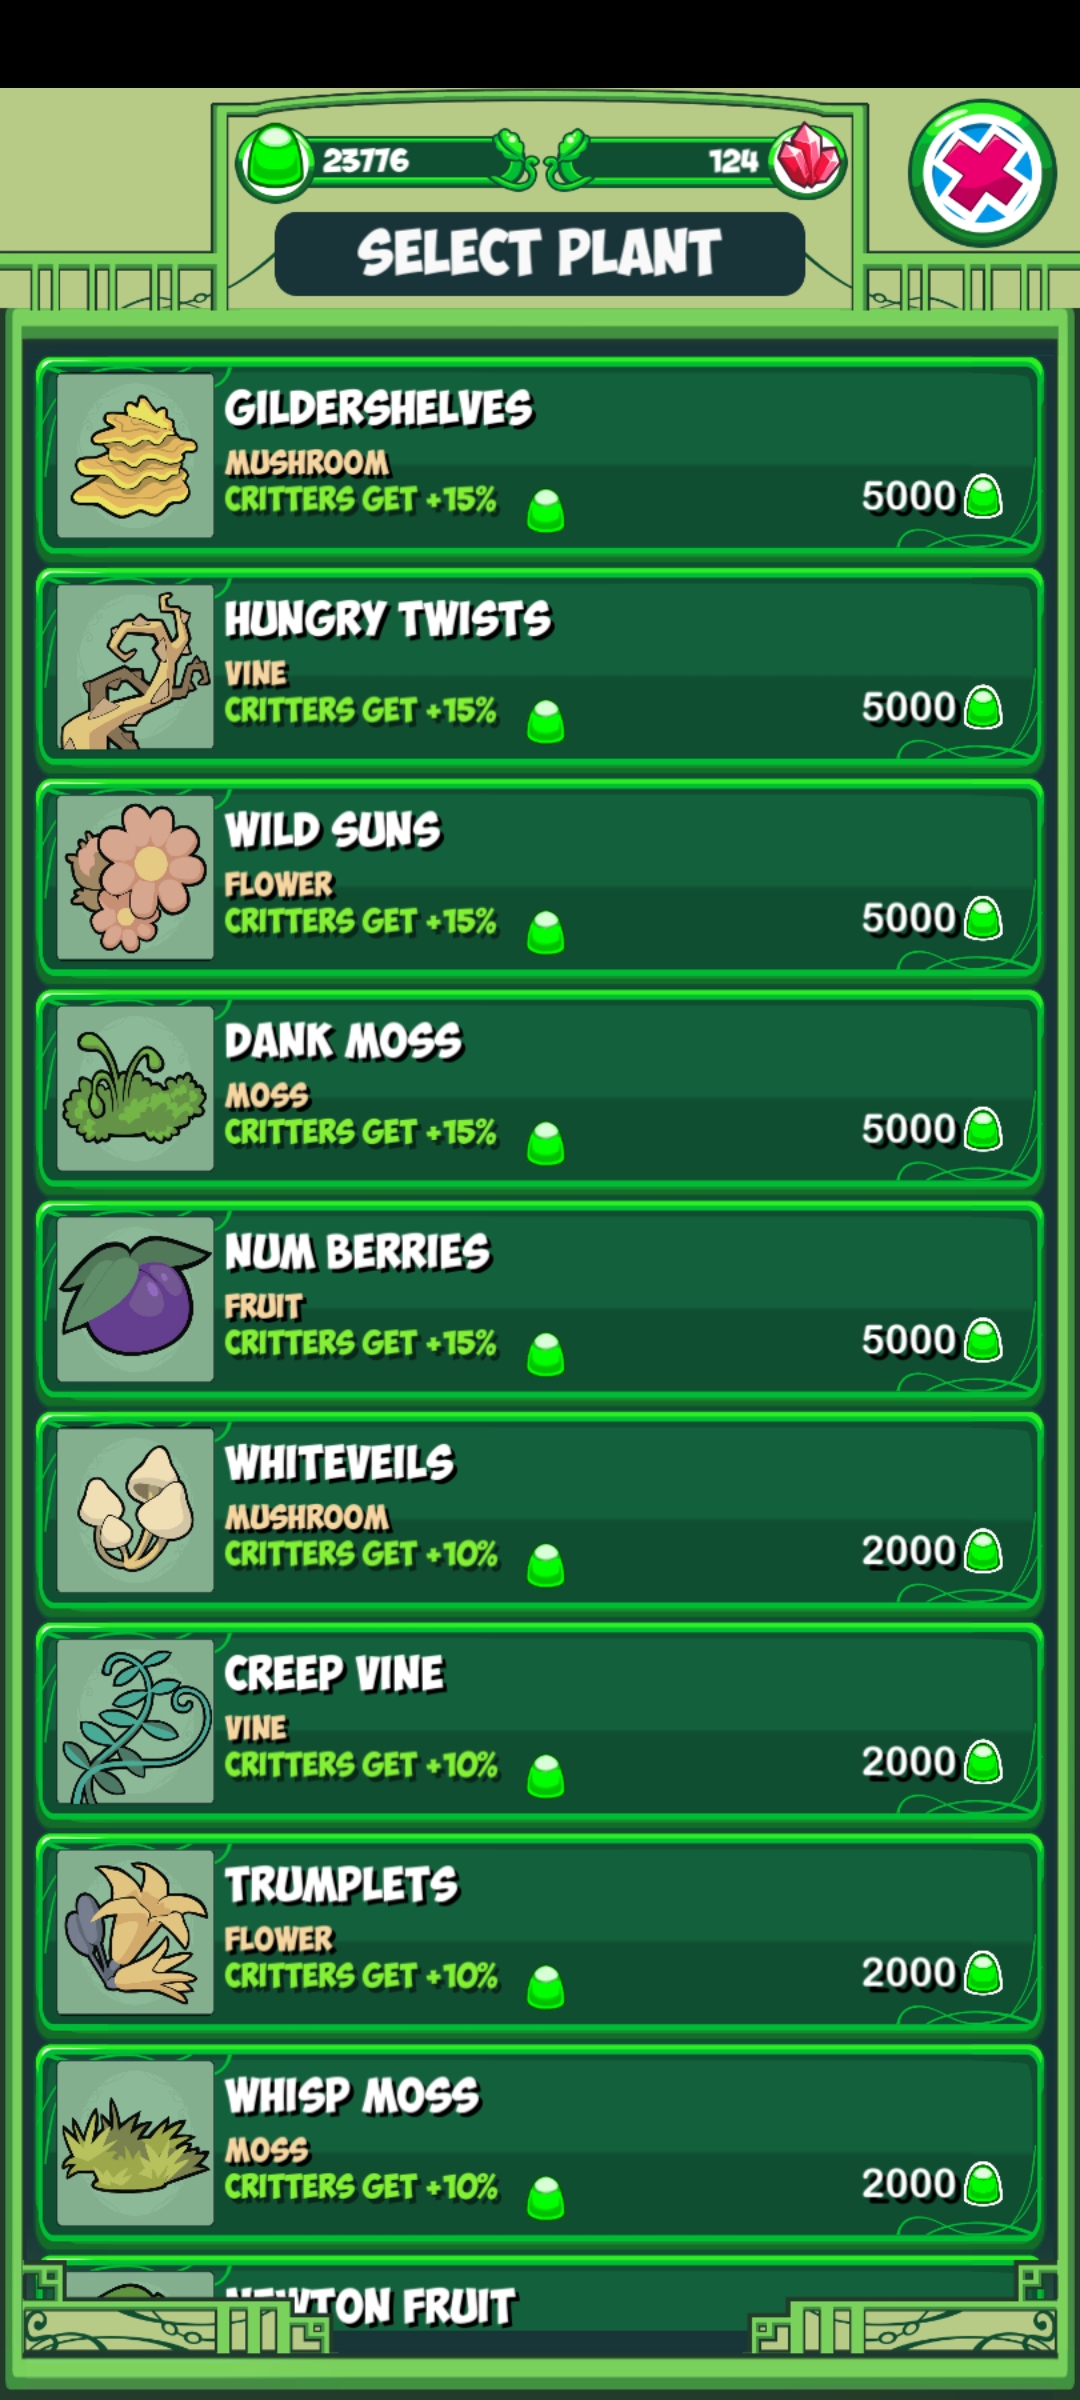 23776
124
SELECT PLANT
GILDERSHELVES
MUSHROOM
CRITTERS GET +15%
5000
HUNGRY TWISTS
VINE
CRITTERS GET +15%
5000
WILD SUNS
FLOWER
CRITTERS GET +15%
5000
DANK MOSS
MOSS
CRITTERS GET +15%
5000
NUM BERRIES
FRUIT
CRITTERS GET +15%
5000
WHITEVEILS
MUSHROOM
CRITTERS GET +10%
2000
CREEP VINE
VINE
CRITTERS GET +10%
2000
TRUMPLETS
FLOWER
CRITTERS GET +10%
2000
WHISP MOSS
MOSS
CRITTERS GET +10%
2000
NEWTON FRUIT